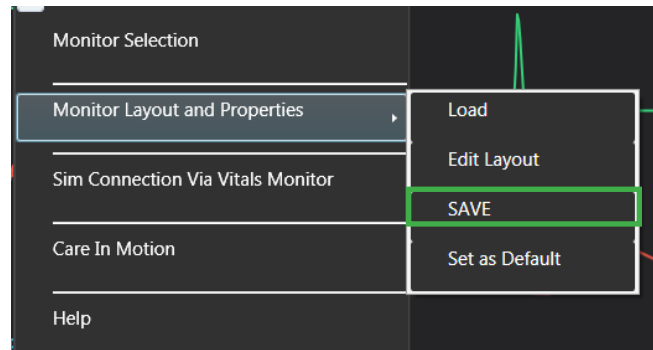 Monitor Selection
Monitor Layout and Properties
Load
Edit Layout
Sim Connection Via Vitals Monitor
SAVE
Care In Motion
Set as Default
Help